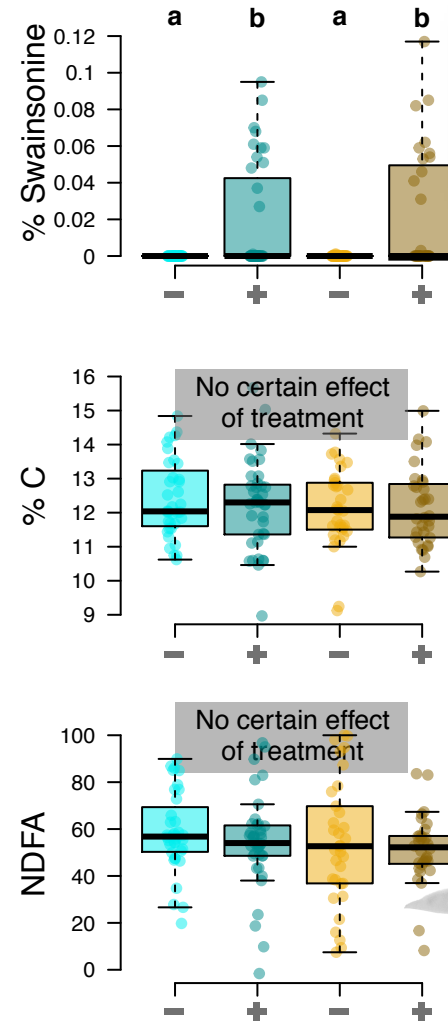 a b a b
% Swainsonine
0.12
0.1
0.08
0.06
0.04
0.02
0
− + − +
% C
16
15
14
13
12
11
10
9
No certain effect
of treatment
− + − +
NDFA
100
80
60
40
20
0
No certain effect
of treatment
− + − +